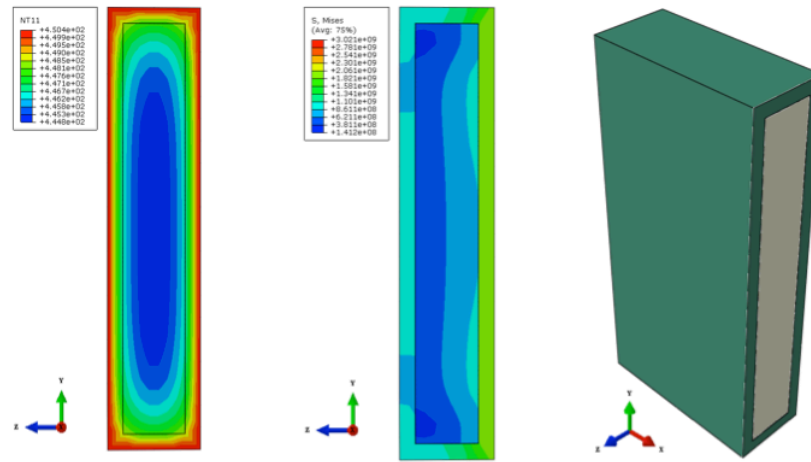 NT11
+4.504e+02
+4.499e+02
+4.495e+02
+4.490e+02
+4.485e+02
+4.481e+02
+4.476e+02
+4.471e+02
+4.467e+02
+4.462e+02
+4.458e+02
+4.453e+02
+4.448e+02
Y
Z
X
S, Mises
(Avg: 75%)
+3.021e+09
+2.781e+09
+2.541e+09
+2.301e+09
+2.061e+09
+1.821e+09
+1.581e+09
+1.341e+09
+1.101e+09
+8.611e+08
+6.211e+08
+3.811e+08
+1.412e+08
Y
Z
X
Y
Z
X